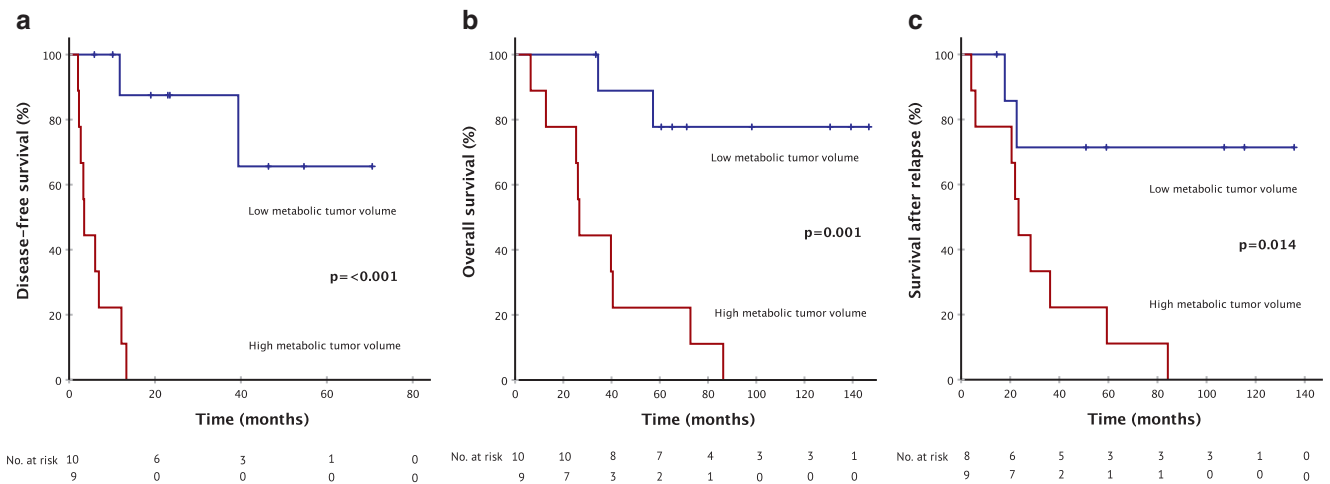 a
Disease-free survival (%)
100
80
60
40
20
0
0 20 40 60 80
Time (months)
Low metabolic tumor volume
p=<0.001
High metabolic tumor volume
No. at risk 10 6 3 1 0
9 0 0 0 0
b
Overall survival (%)
100
80
60
40
20
0
0 20 40 60 80 100 120 140
Time (months)
Low metabolic tumor volume
p=0.001
High metabolic tumor volume
No. at risk 10 10 8 7 4 3 3 1
9 7 3 2 1 0 0 0
c
Survival after relapse (%)
100
80
60
40
20
0
0 20 40 60 80 100 120 140
Time (months)
Low metabolic tumor volume
p=0.014
High metabolic tumor volume
No. at risk 8 6 5 3 3 3 1 0
9 7 2 1 1 0 0 0